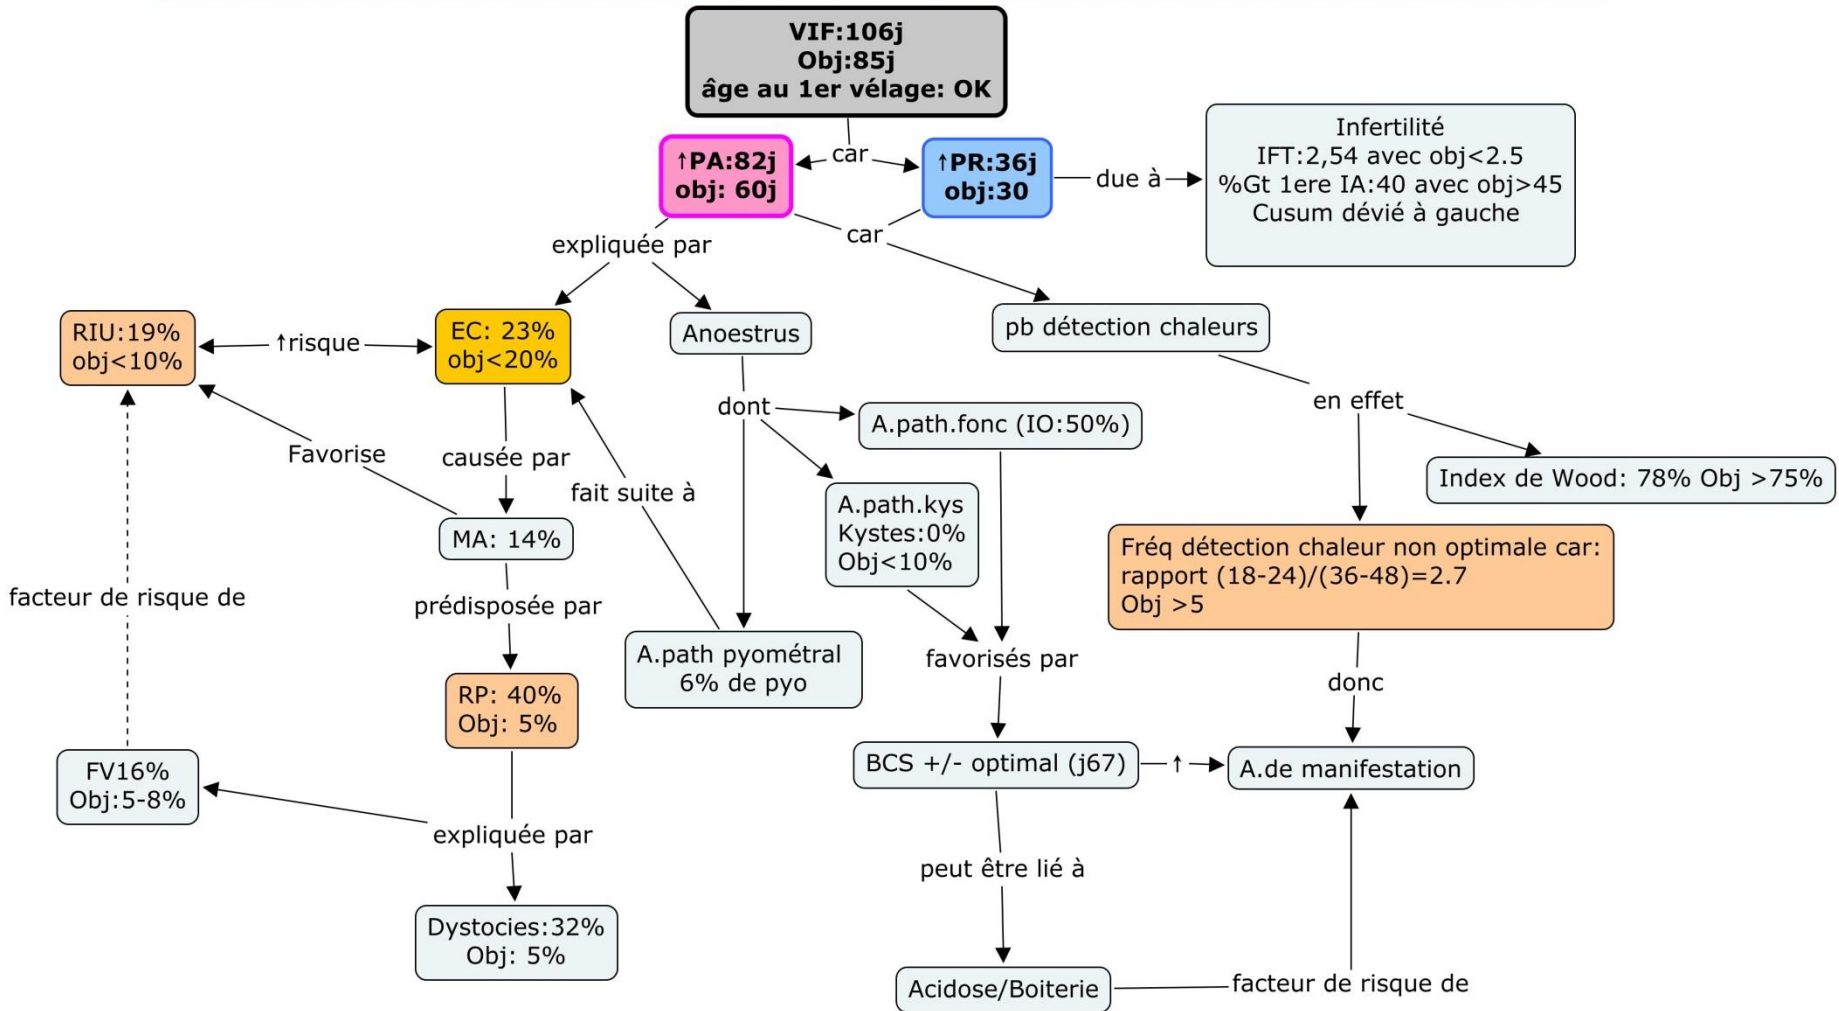 VIF:106j
Obj:85j
âge au 1er vélage: OK
car
↑PA:82j
obj: 60j
↑PR:36j
obj:30
due à
Infertilité
IFT:2,54 avec obj<2.5
%Gt 1ere IA:40 avec obj>45
Cusum dévié à gauche
expliquée par
car
RIU:19%
obj<10%
↑risque
EC: 23%
obj<20%
Anoestrus
pb détection chaleurs
dont
A.path.fonc (IO:50%)
en effet
Index de Wood: 78% Obj >75%
Favorise
causée par
fait suite à
A.path.kys
Kystes:0%
Obj<10%
MA: 14%
Fréq détection chaleur non optimale car:
rapport (18-24)/(36-48)=2.7
Obj >5
facteur de risque de
prédisposée par
A.path pyométral
6% de pyo
favorisés par
donc
RP: 40%
Obj: 5%
FV16%
Obj:5-8%
BCS +/- optimal (j67)
↑
A.de manifestation
expliquée par
peut être lié à
Dystocies:32%
Obj: 5%
Acidose/Boiterie
facteur de risque de